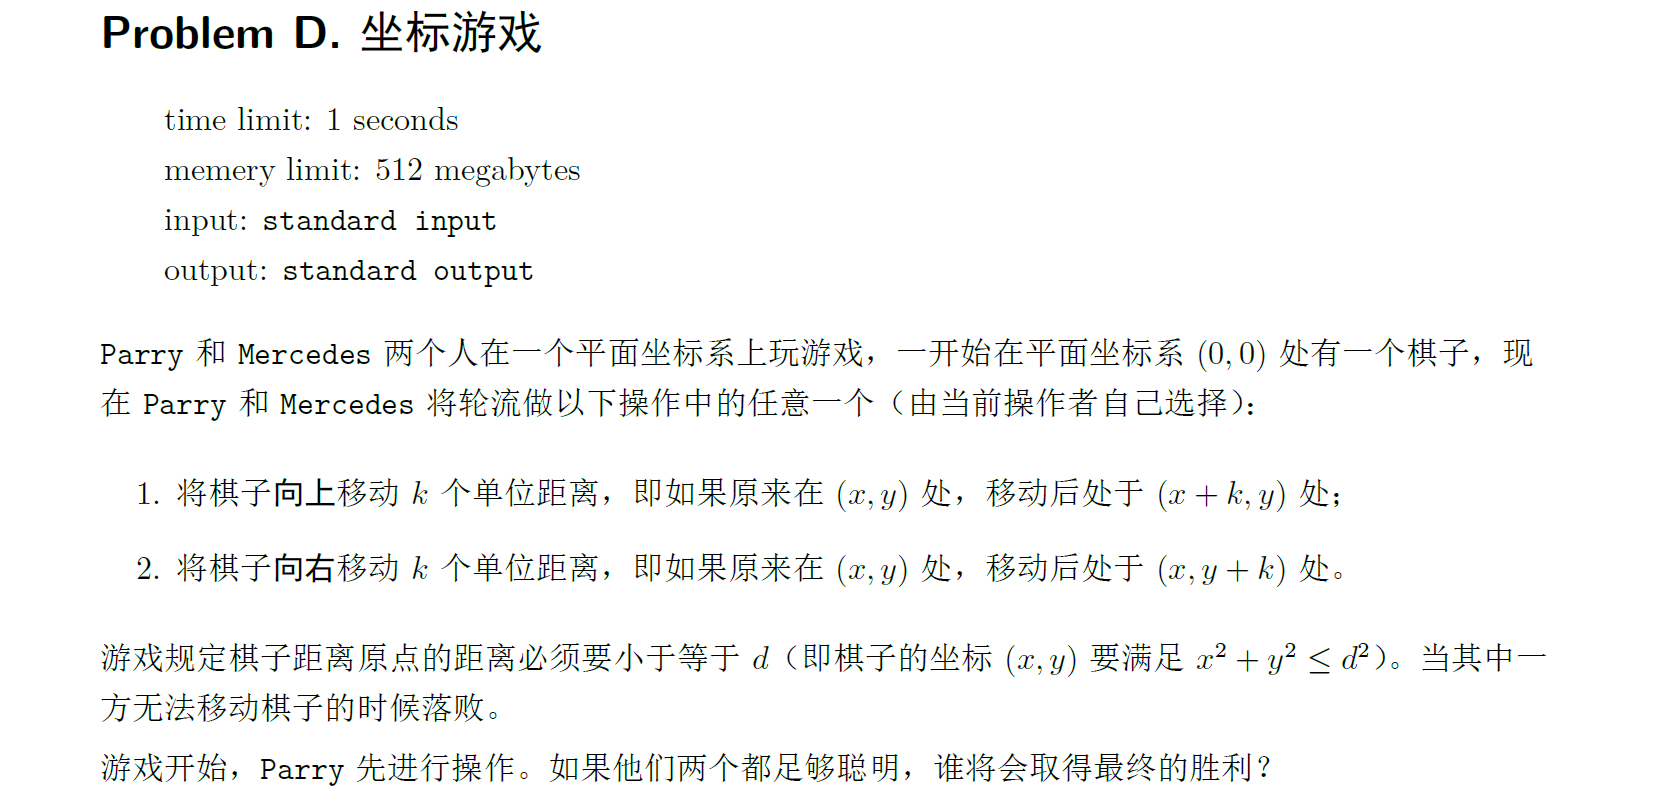 Problem D. 坐标游戏
time limit: 1 seconds
memery limit: 512 megabytes
input: standard input
output: standard output
Parry 和 Mercedes 两个人在一个平面坐标系上玩游戏，一开始在平面坐标系 (0, 0) 处有一个棋子，现
在 Parry 和 Mercedes 将轮流做以下操作中的任意一个（由当前操作者自己选择）：
1. 将棋子向上移动 k 个单位距离，即如果原来在 (x, y) 处，移动后处于 (x + k, y) 处；
2. 将棋子向右移动 k 个单位距离，即如果原来在 (x, y) 处，移动后处于 (x, y + k) 处。
游戏规定棋子距离原点的距离必须要小于等于 d（即棋子的坐标 (x, y) 要满足 x² + y² ≤ d²）。当其中一
方无法移动棋子的时候落败。
游戏开始，Parry 先进行操作。如果他们两个都足够聪明，谁将会取得最终的胜利？